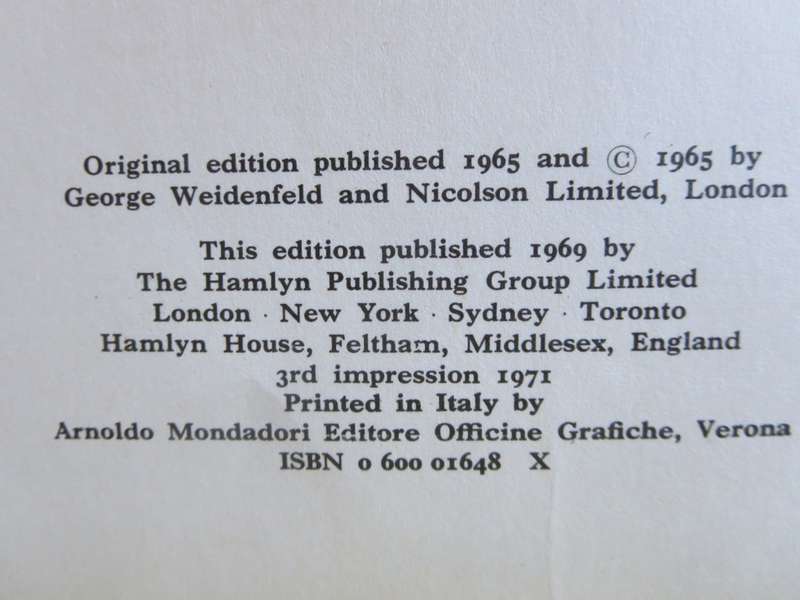 Original edition published 1965 and © 1965 by
George Weidenfeld and Nicolson Limited, London
This edition published 1969 by
The Hamlyn Publishing Group Limited
London · New York · Sydney · Toronto
Hamlyn House, Feltham, Middlesex, England
3rd impression 1971
Printed in Italy by
Arnoldo Mondadori Editore Officine Grafiche, Verona
ISBN 0 600 01648 X